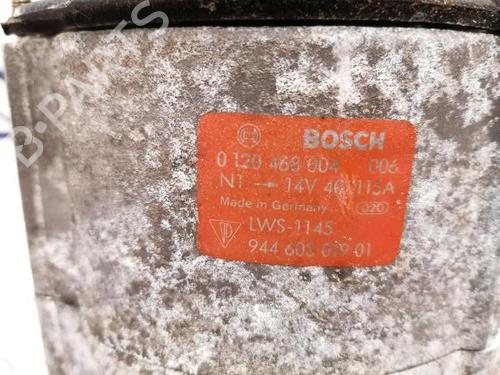 B-PARTS
BOSCH
0 120 468 004 006
N1 → 14V 40/115A
Made in Germany 020
LWS-1145
944 603 019 01